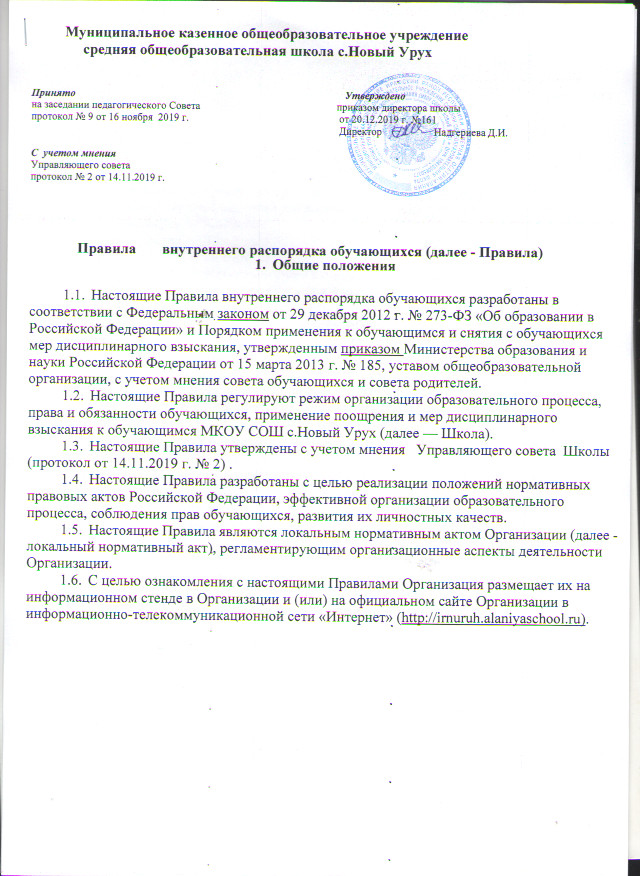 Муниципальное казенное общеобразовательное учреждение
средняя общеобразовательная школа с.Новый Урух
Принято
на заседании педагогического Совета
протокол № 9 от 16 ноября 2019 г.
Утверждено
приказом директора школы
от 20.12.2019 г. №161
Директор Надгериева Д.И.
С учетом мнения
Управляющего совета
протокол № 2 от 14.11.2019 г.
Правила внутреннего распорядка обучающихся (далее - Правила)
1. Общие положения
1.1. Настоящие Правила внутреннего распорядка обучающихся разработаны в
соответствии с Федеральным законом от 29 декабря 2012 г. № 273-ФЗ «Об образовании в
Российской Федерации» и Порядком применения к обучающимся и снятия с обучающихся
мер дисциплинарного взыскания, утвержденным приказом Министерства образования и
науки Российской Федерации от 15 марта 2013 г. № 185, уставом общеобразовательной
организации, с учетом мнения совета обучающихся и совета родителей.
1.2. Настоящие Правила регулируют режим организации образовательного процесса,
права и обязанности обучающихся, применение поощрения и мер дисциплинарного
взыскания к обучающимся МКОУ СОШ с.Новый Урух (далее — Школа).
1.3. Настоящие Правила утверждены с учетом мнения Управляющего совета Школы
(протокол от 14.11.2019 г. № 2) .
1.4. Настоящие Правила разработаны с целью реализации положений нормативных
правовых актов Российской Федерации, эффективной организации образовательного
процесса, соблюдения прав обучающихся, развития их личностных качеств.
1.5. Настоящие Правила являются локальным нормативным актом Организации (далее -
локальный нормативный акт), регламентирующим организационные аспекты деятельности
Организации.
1.6. С целью ознакомления с настоящими Правилами Организация размещает их на
информационном стенде в Организации и (или) на официальном сайте Организации в
информационно-телекоммуникационной сети «Интернет» (http://irnuruh.alaniyaschool.ru).